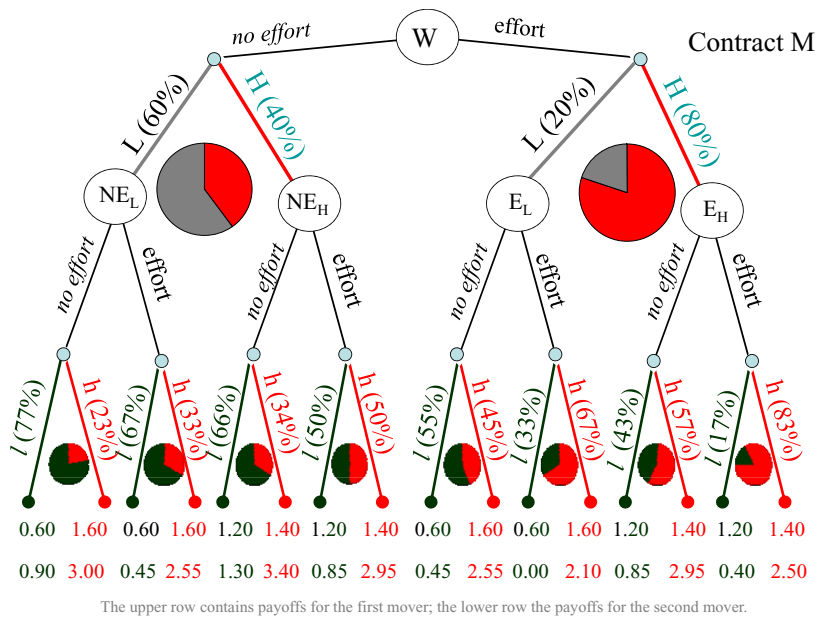 no effort W effort
Contract M
L (60%) H (40%) L (20%) H (80%)
NEL NEH EL EH
no effort effort no effort effort no effort effort no effort effort
l (77%) h (23%) l (67%) h (33%) l (66%) h (34%) l (50%) h (50%) l (55%) h (45%) l (33%) h (67%) l (43%) h (57%) l (17%) h (83%)
0.60 1.60 0.60 1.60 1.20 1.40 1.20 1.40 0.60 1.60 0.60 1.60 1.20 1.40 1.20 1.40
0.90 3.00 0.45 2.55 1.30 3.40 0.85 2.95 0.45 2.55 0.00 2.10 0.85 2.95 0.40 2.50
The upper row contains payoffs for the first mover; the lower row the payoffs for the second mover.